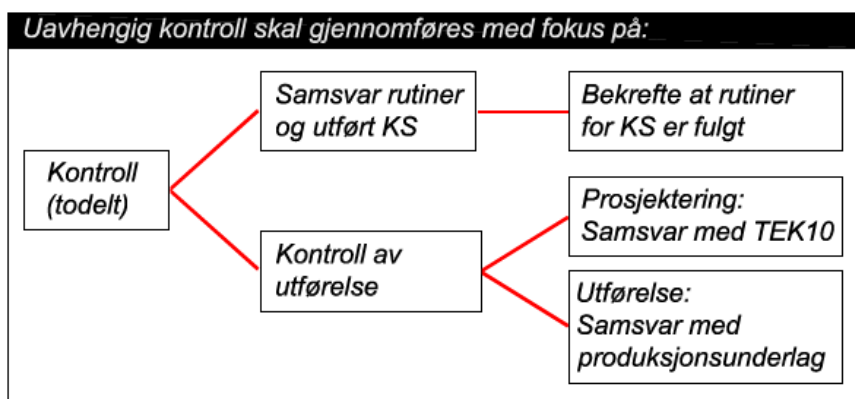 Uavhengig kontroll skal gjennomføres med fokus på:
Samsvar rutiner
og utført KS
Bekrefte at rutiner
for KS er fulgt
Kontroll
(todelt)
Prosjektering:
Samsvar med TEK10
Kontroll av
utførelse
Utførelse:
Samsvar med
produksjonsunderlag